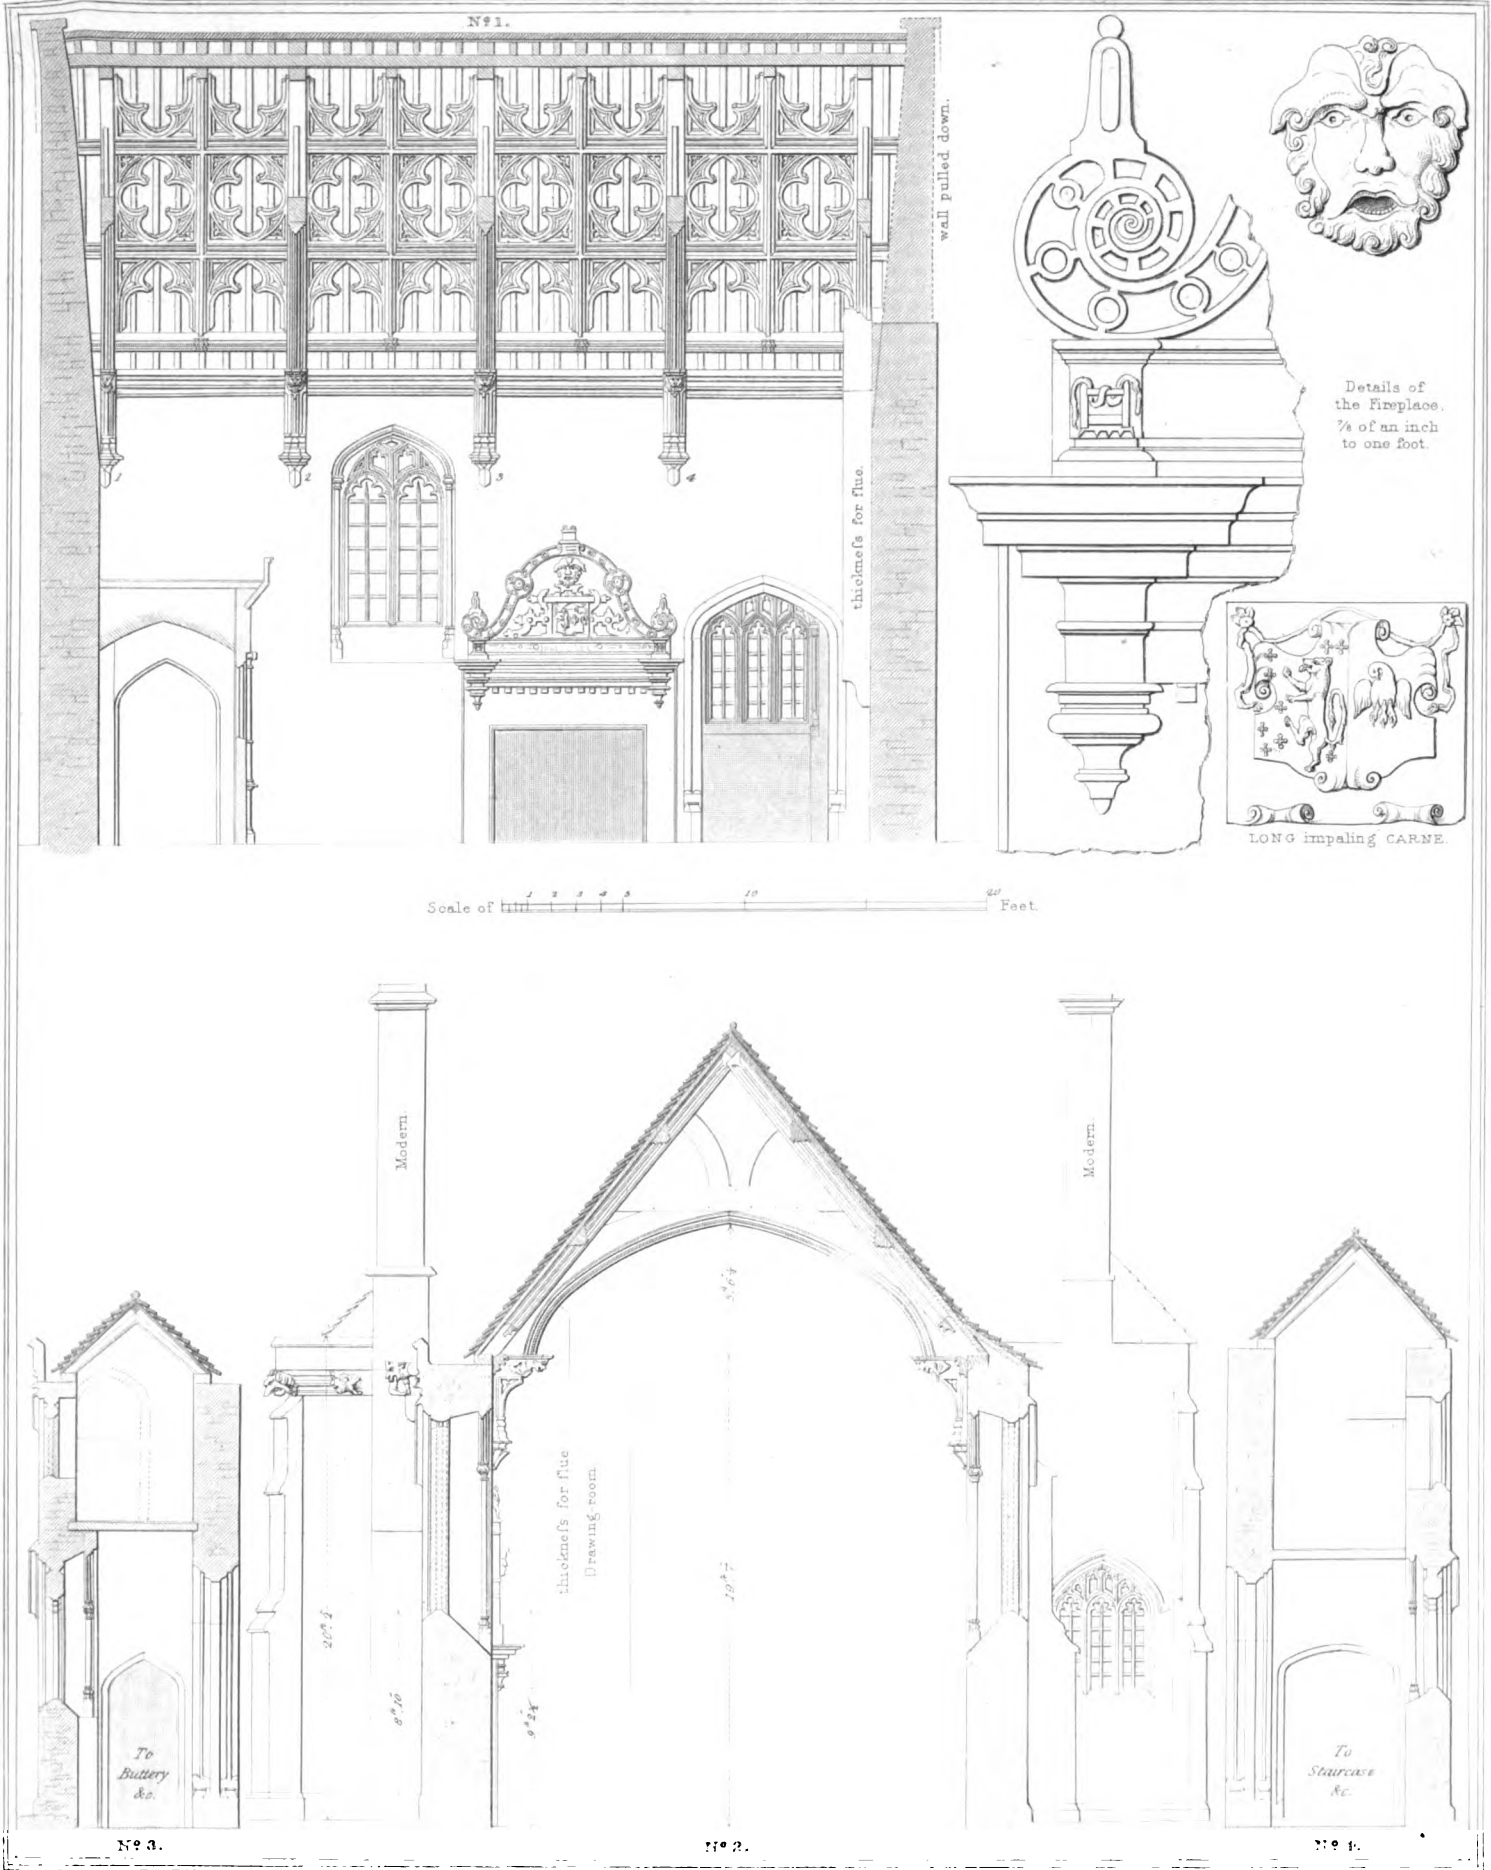 Nº 1.
wall pulled down.
thicknefs for flue.
1
2
3
4
Details of
the Fireplace.
⅞ of an inch
to one foot.
LONG impaling CARNE.
Scale of
1 2 3 4 5 10 20
Feet.
Modern.
Modern.
thicknefs for flue
Drawing-room
To
Buttery
&c.
To
Staircase
&c.
Nº 3.
Nº 2.
Nº 4.